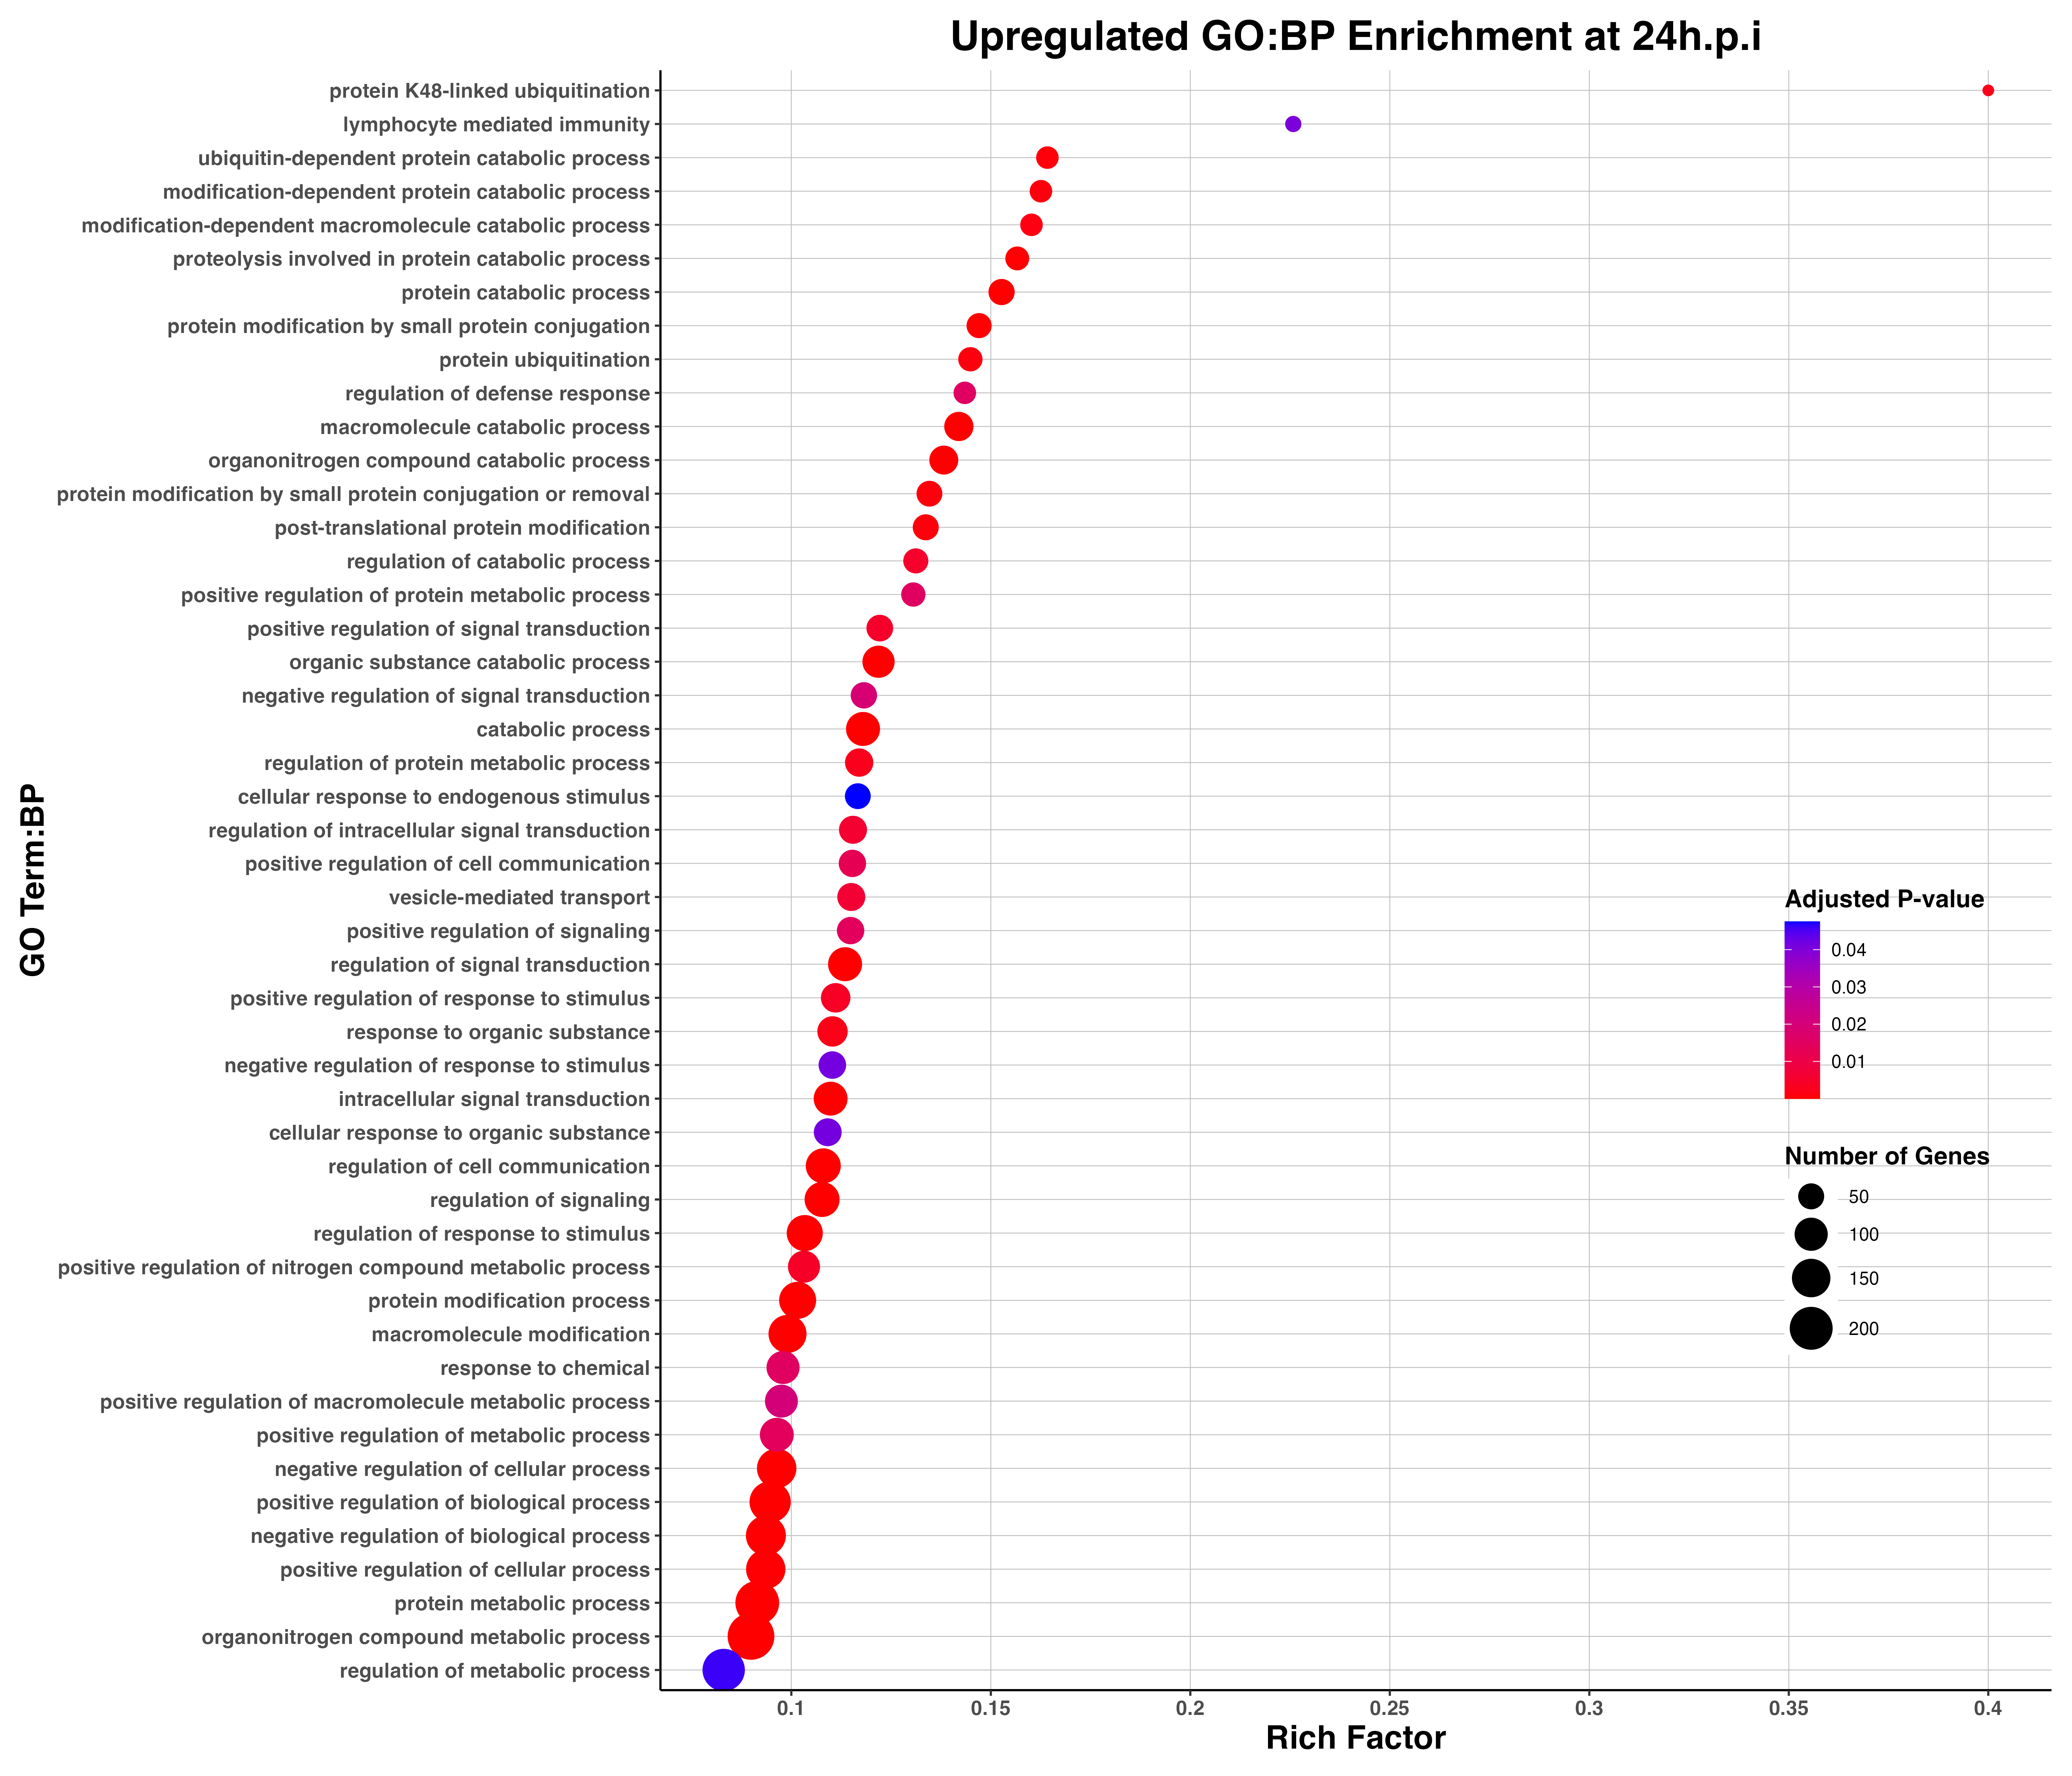 Upregulated GO:BP Enrichment at 24h.p.i
GO Term:BP
protein K48-linked ubiquitination
lymphocyte mediated immunity
ubiquitin-dependent protein catabolic process
modification-dependent protein catabolic process
modification-dependent macromolecule catabolic process
proteolysis involved in protein catabolic process
protein catabolic process
protein modification by small protein conjugation
protein ubiquitination
regulation of defense response
macromolecule catabolic process
organonitrogen compound catabolic process
protein modification by small protein conjugation or removal
post-translational protein modification
regulation of catabolic process
positive regulation of protein metabolic process
positive regulation of signal transduction
organic substance catabolic process
negative regulation of signal transduction
catabolic process
regulation of protein metabolic process
cellular response to endogenous stimulus
regulation of intracellular signal transduction
positive regulation of cell communication
vesicle-mediated transport
positive regulation of signaling
regulation of signal transduction
positive regulation of response to stimulus
response to organic substance
negative regulation of response to stimulus
intracellular signal transduction
cellular response to organic substance
regulation of cell communication
regulation of signaling
regulation of response to stimulus
positive regulation of nitrogen compound metabolic process
protein modification process
macromolecule modification
response to chemical
positive regulation of macromolecule metabolic process
positive regulation of metabolic process
negative regulation of cellular process
positive regulation of biological process
negative regulation of biological process
positive regulation of cellular process
protein metabolic process
organonitrogen compound metabolic process
regulation of metabolic process
Adjusted P-value
0.04
0.03
0.02
0.01
Number of Genes
50
100
150
200
0.1 0.15 0.2 0.25 0.3 0.35 0.4
Rich Factor